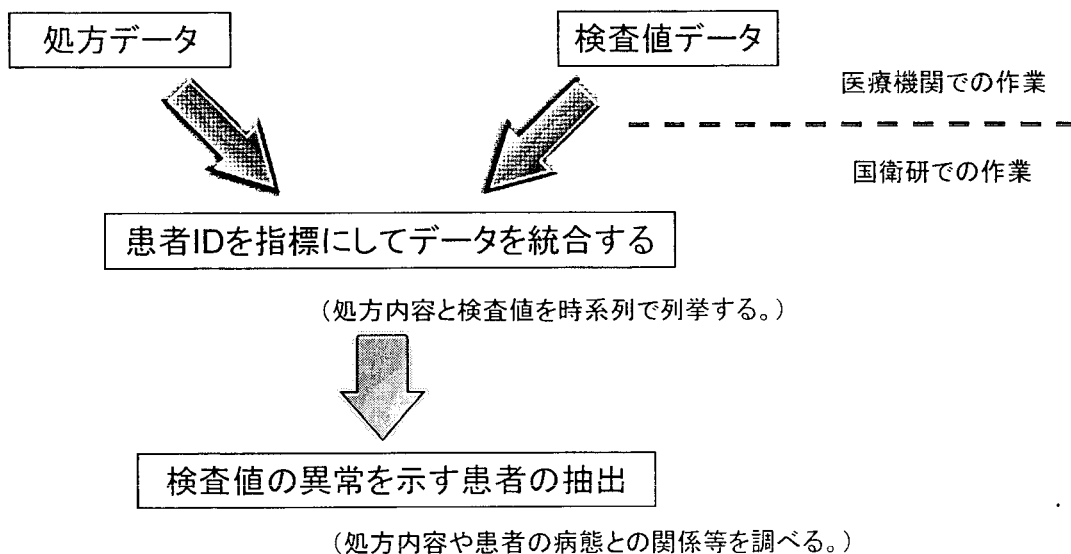 処方データ
検査値データ
医療機関での作業
国衛研での作業
患者IDを指標にしてデータを統合する
（処方内容と検査値を時系列で列挙する。）
検査値の異常を示す患者の抽出
（処方内容や患者の病態との関係等を調べる。）